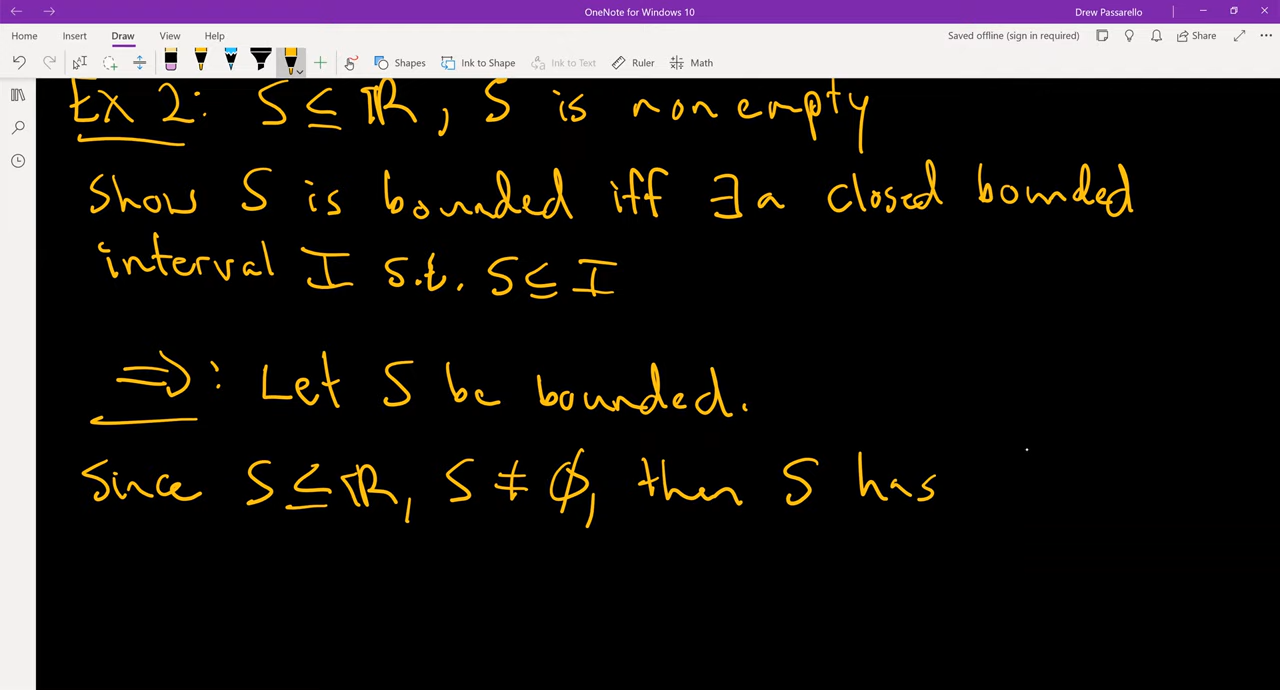 OneNote for Windows 10
Drew Passarello
Home Insert Draw View Help
Saved offline (sign in required) Share
Shapes Ink to Shape Ink to Text Ruler Math
Ex 2: S ⊆ ℝ, S is nonempty
Show S is bounded iff ∃ a closed bounded
interval I s.t. S ⊆ I
⇒: Let S be bounded.
Since S ⊆ ℝ, S ≠ ∅, then S has